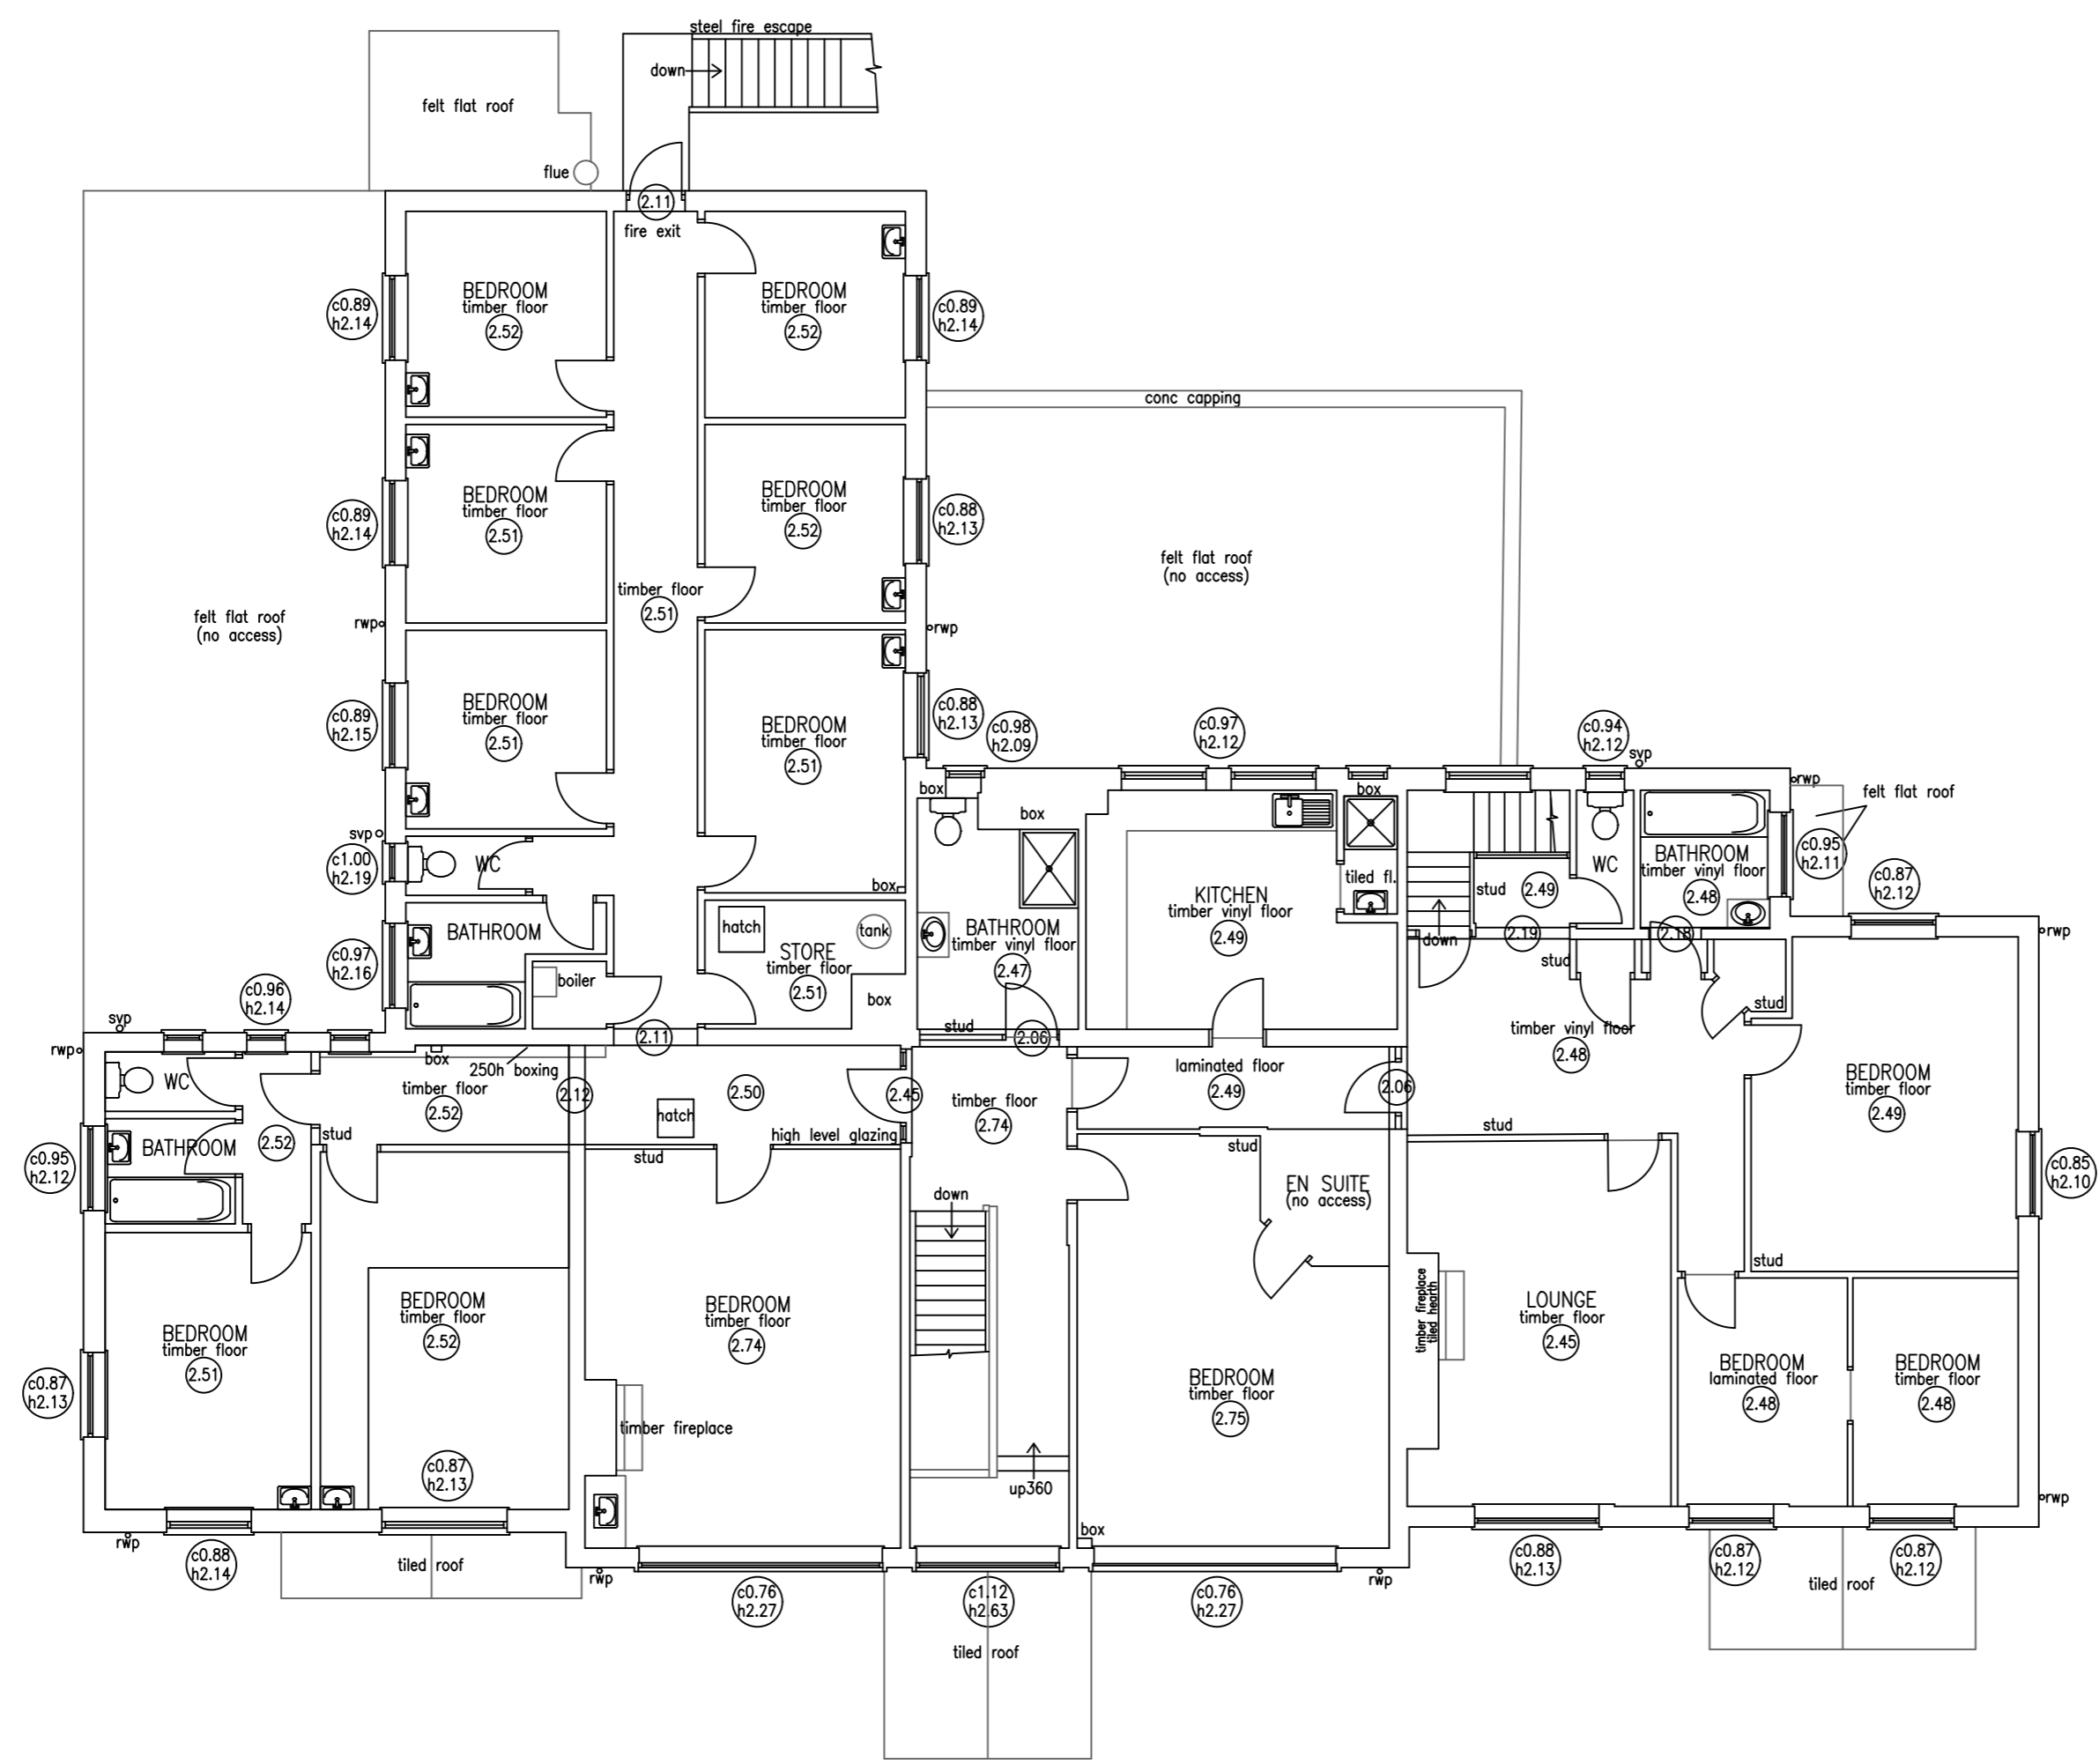 steel fire escape
down
felt flat roof
flue
2.11
fire exit
BEDROOM
timber floor
2.52
BEDROOM
timber floor
2.52
c0.89
h2.14
c0.89
h2.14
conc capping
BEDROOM
timber floor
2.51
BEDROOM
timber floor
2.52
c0.89
h2.14
c0.88
h2.13
felt flat roof
(no access)
timber floor
2.51
felt flat roof
(no access)
rwp
rwp
BEDROOM
timber floor
2.51
BEDROOM
timber floor
2.51
c0.89
h2.15
c0.88
h2.13
c0.98
h2.09
c0.97
h2.12
c0.94
h2.12
svp
rwp
felt flat roof
box
box
box
svp
c1.00
h2.19
WC
box
c0.95
h2.11
c0.87
h2.12
WC
BATHROOM
timber vinyl floor
2.48
tiled fl.
stud
2.49
KITCHEN
timber vinyl floor
2.49
hatch
tank
STORE
timber floor
2.51
box
BATHROOM
timber vinyl floor
2.47
BATHROOM
down
2.19
2.18
rwp
stud
stud
c0.97
h2.16
boiler
c0.96
h2.14
svp
rwp
2.11
stud
2.06
timber vinyl floor
2.48
box
250h boxing
WC
timber floor
2.52
2.12
2.50
2.45
timber floor
2.74
laminated floor
2.49
2.06
BEDROOM
timber floor
2.49
hatch
high level glazing
stud
stud
stud
stud
BATHROOM
2.52
c0.95
h2.12
c0.85
h2.10
EN SUITE
(no access)
down
stud
BEDROOM
timber floor
2.51
BEDROOM
timber floor
2.52
BEDROOM
timber floor
2.74
timber fireplace
tiled hearth
LOUNGE
timber floor
2.45
BEDROOM
timber floor
2.75
BEDROOM
laminated floor
2.48
BEDROOM
timber floor
2.48
c0.87
h2.13
timber fireplace
c0.87
h2.13
up360
box
rwp
rwp
c0.88
h2.14
tiled roof
rwp
rwp
c0.76
h2.27
c1.12
h2.63
c0.76
h2.27
c0.88
h2.13
c0.87
h2.12
c0.87
h2.12
tiled roof
tiled roof